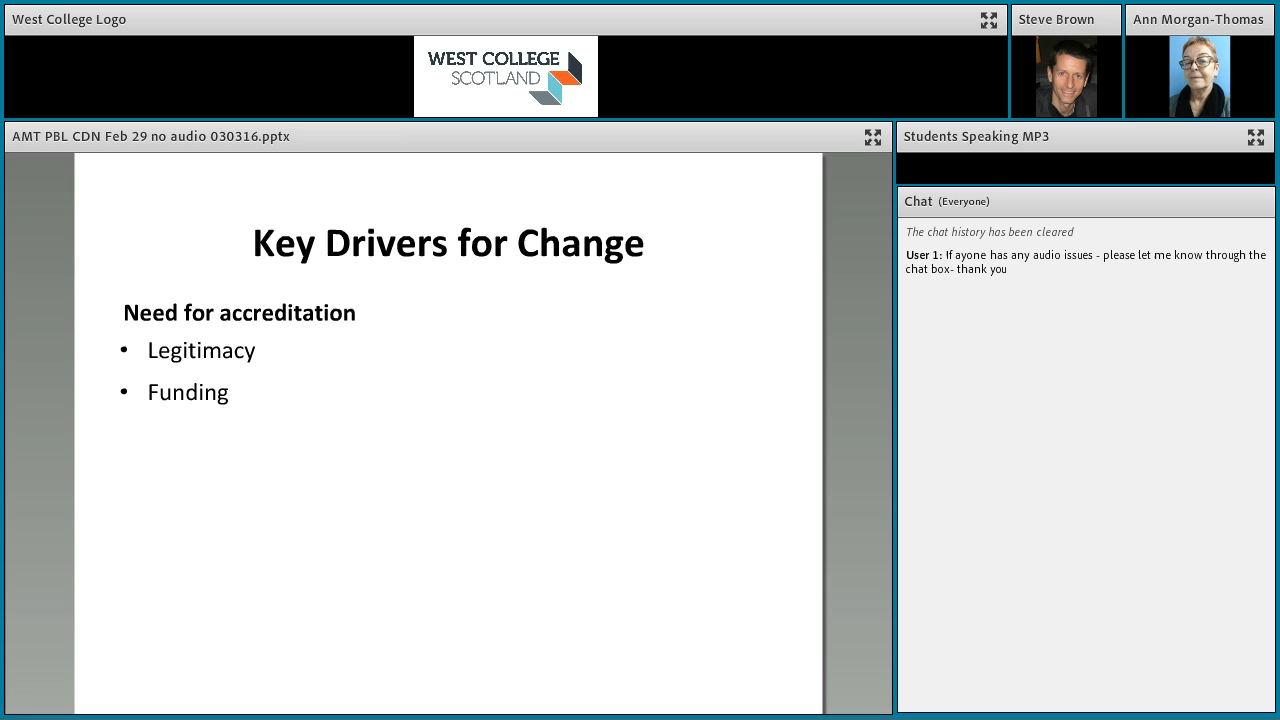 West College Logo
Steve Brown
Ann Morgan-Thomas
WEST COLLEGE
SCOTLAND
AMT PBL CDN Feb 29 no audio 030316.pptx
Key Drivers for Change
Need for accreditation
• Legitimacy
• Funding
Students Speaking MP3
Chat (Everyone)
The chat history has been cleared
User 1: If ayone has any audio issues - please let me know through the
chat box- thank you